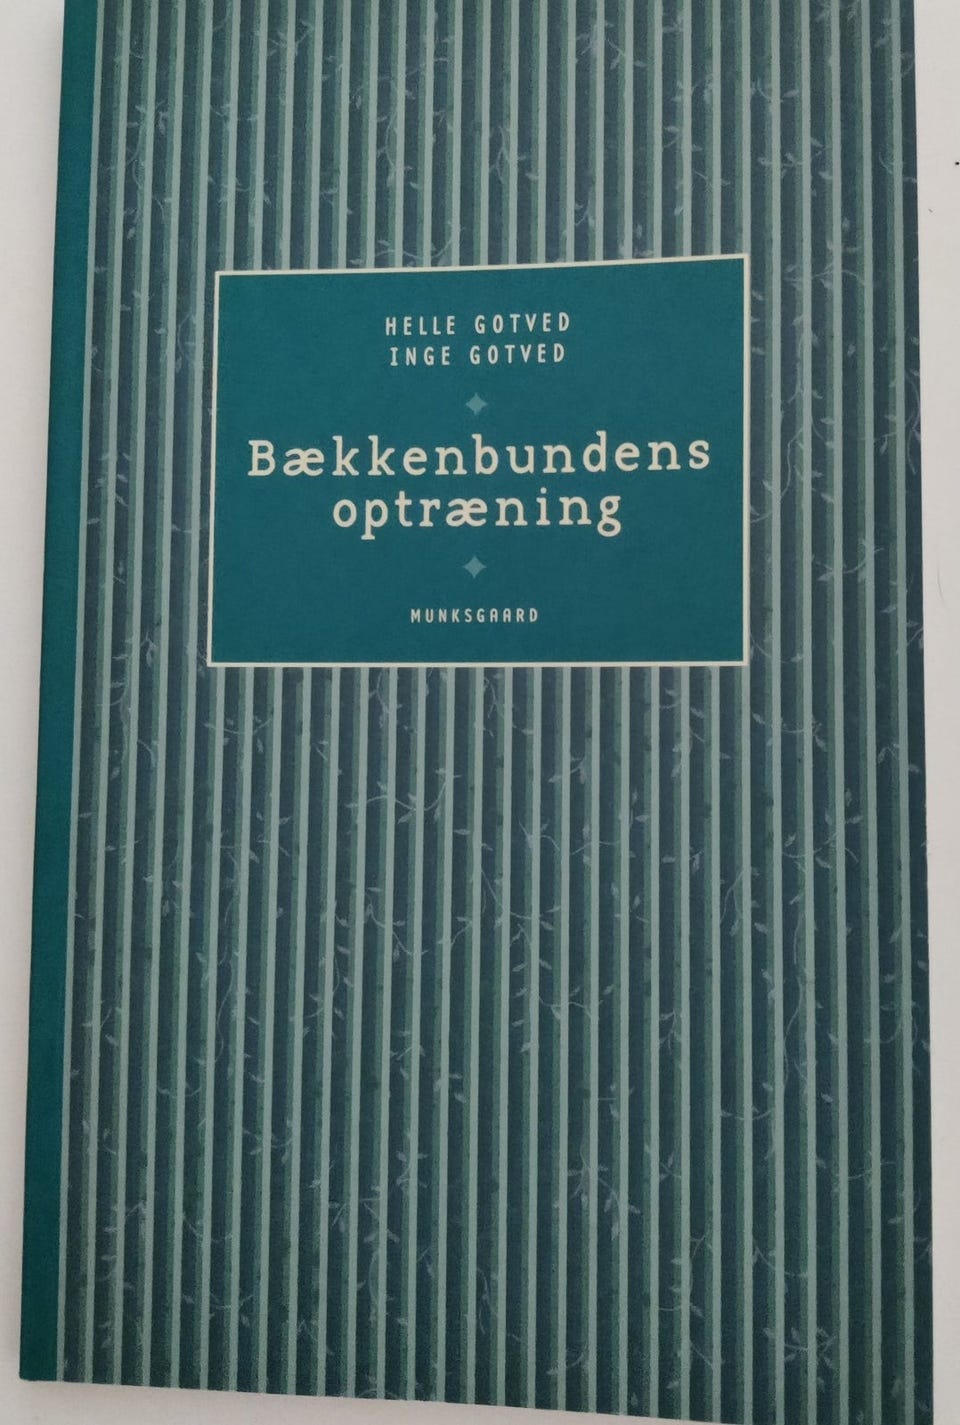 HELLE GOTVED
INGE GOTVED
Bækkenbundens
optræning
MUNKSGAARD